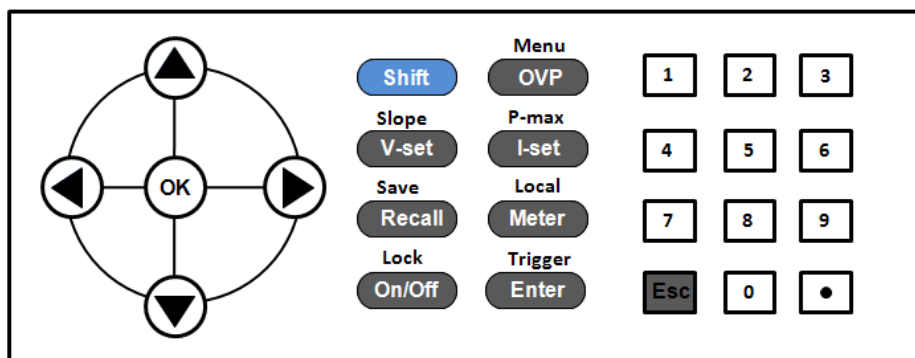 Menu
Shift OVP 1 2 3
Slope P-max
V-set I-set 4 5 6
OK
Save Local
Recall Meter 7 8 9
Lock Trigger
On/Off Enter Esc 0 •